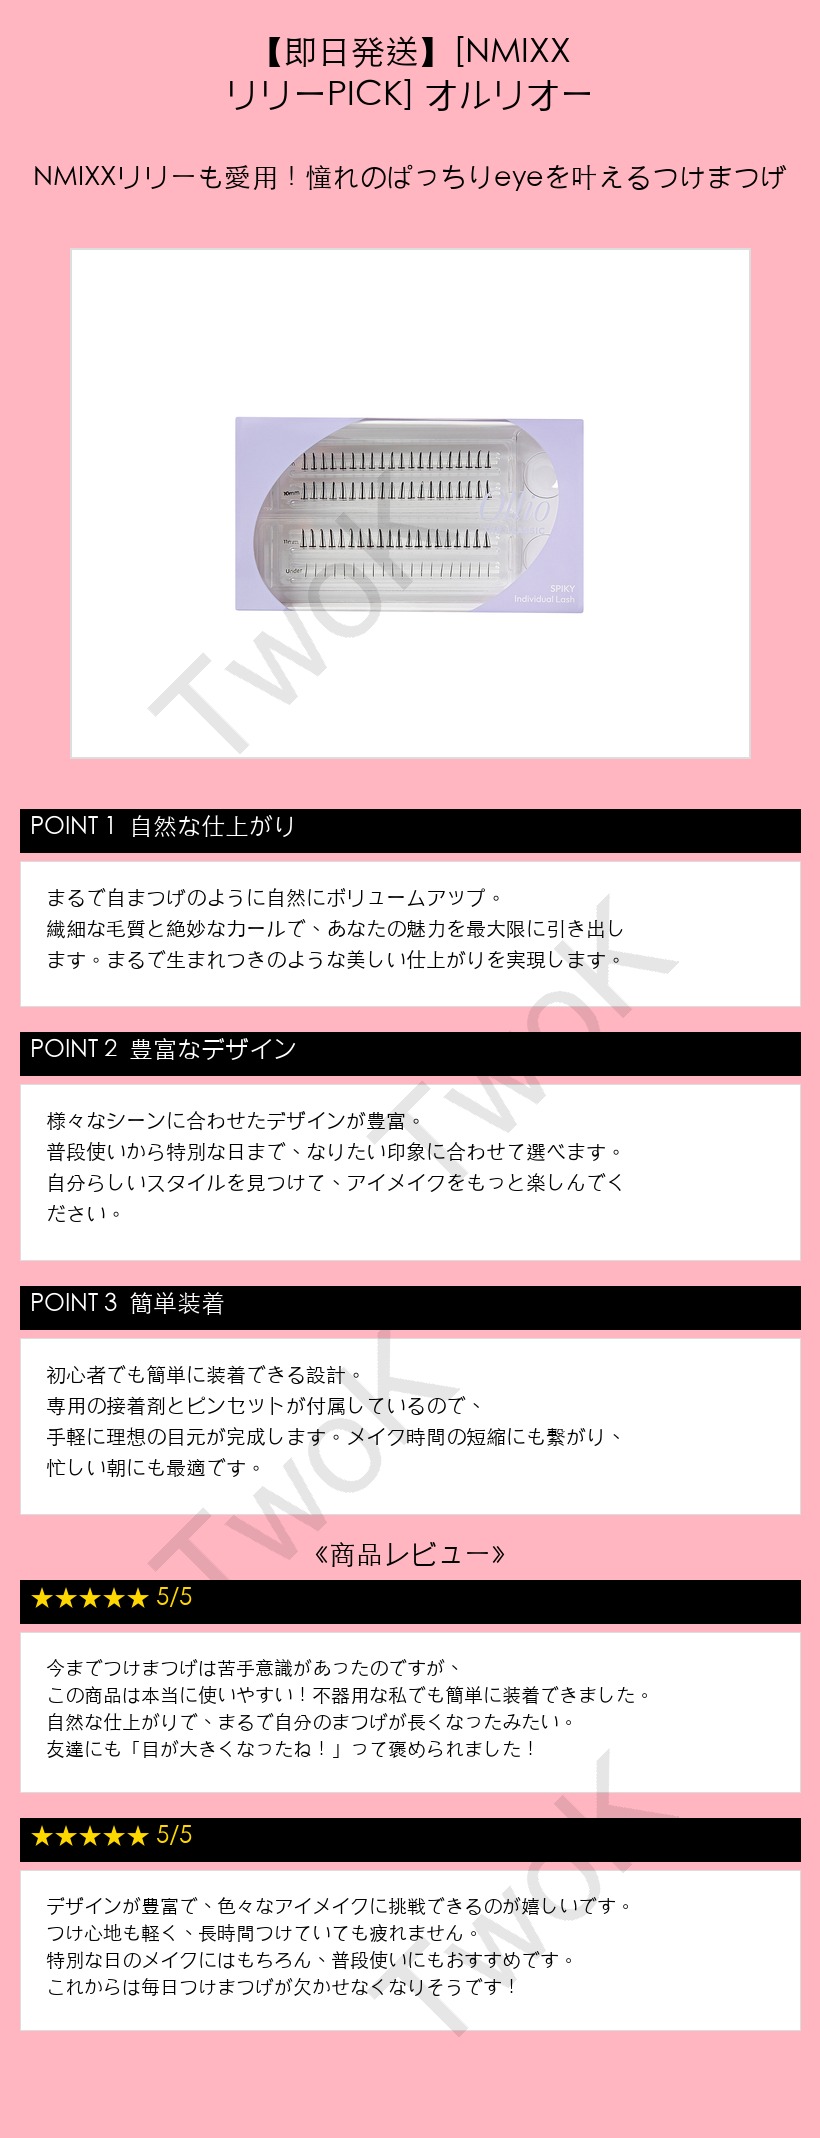 【即日発送】[NMIXX
リリーPICK] オルリオー
NMIXXリリーも愛用！憧れのぱっちりeyeを叶えるつけまつげ
10mm
11mm
Under
Ollio
SPIKY
Individual Lash
TwoK
POINT 1 自然な仕上がり
まるで自まつげのように自然にボリュームアップ。
繊細な毛質と絶妙なカールで、あなたの魅力を最大限に引き出し
ます。まるで生まれつきのような美しい仕上がりを実現します。
TwoK
POINT 2 豊富なデザイン
様々なシーンに合わせたデザインが豊富。
普段使いから特別な日まで、なりたい印象に合わせて選べます。
自分らしいスタイルを見つけて、アイメイクをもっと楽しんでく
ださい。
POINT 3 簡単装着
初心者でも簡単に装着できる設計。
専用の接着剤とピンセットが付属しているので、
手軽に理想の目元が完成します。メイク時間の短縮にも繋がり、
忙しい朝にも最適です。
TwoK
《商品レビュー》
★★★★★ 5/5
今までつけまつげは苦手意識があったのですが、
この商品は本当に使いやすい！不器用な私でも簡単に装着できました。
自然な仕上がりで、まるで自分のまつげが長くなったみたい。
友達にも「目が大きくなったね！」って褒められました！
★★★★★ 5/5
デザインが豊富で、色々なアイメイクに挑戦できるのが嬉しいです。
つけ心地も軽く、長時間つけていても疲れません。
特別な日のメイクにはもちろん、普段使いにもおすすめです。
これからは毎日つけまつげが欠かせなくなりそうです！
TwoK